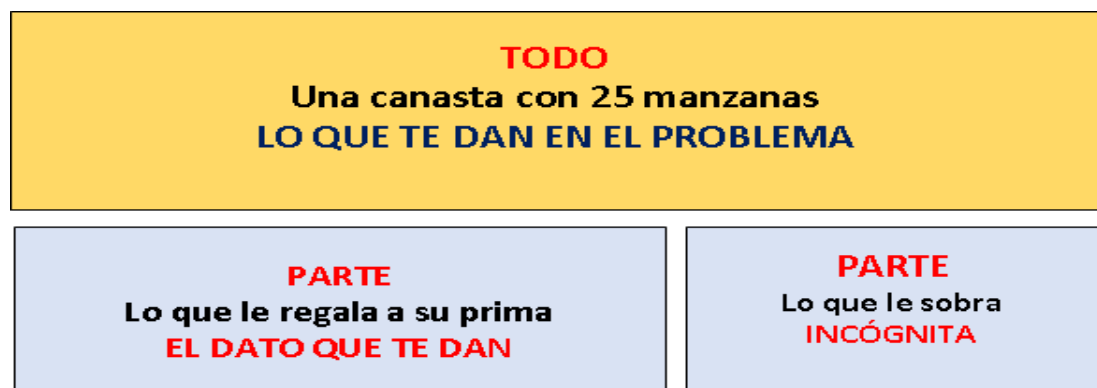 TODO
Una canasta con 25 manzanas
LO QUE TE DAN EN EL PROBLEMA
PARTE
Lo que le regala a su prima
EL DATO QUE TE DAN
PARTE
Lo que le sobra
INCÓGNITA